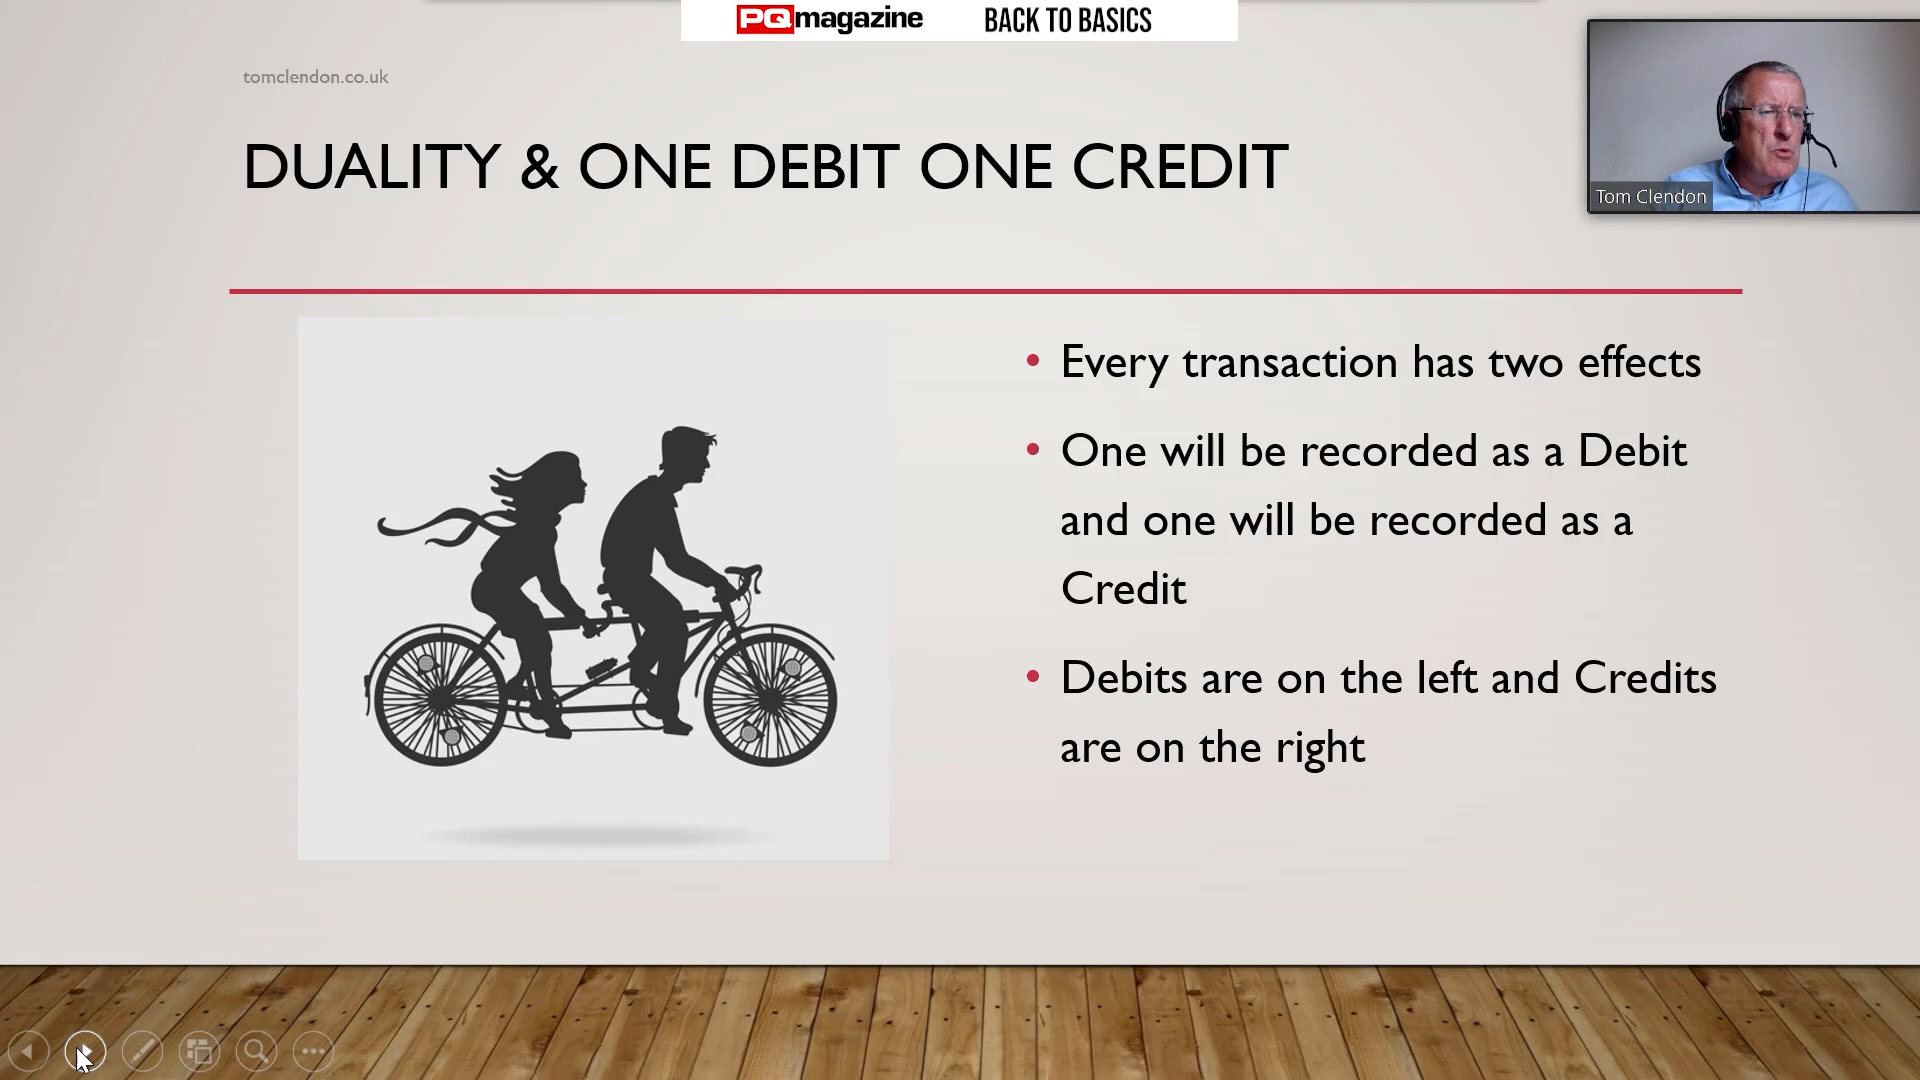 PQmagazine BACK TO BASICS
tomclendon.co.uk
DUALITY & ONE DEBIT ONE CREDIT
Tom Clendon
• Every transaction has two effects
• One will be recorded as a Debit
and one will be recorded as a
Credit
• Debits are on the left and Credits
are on the right